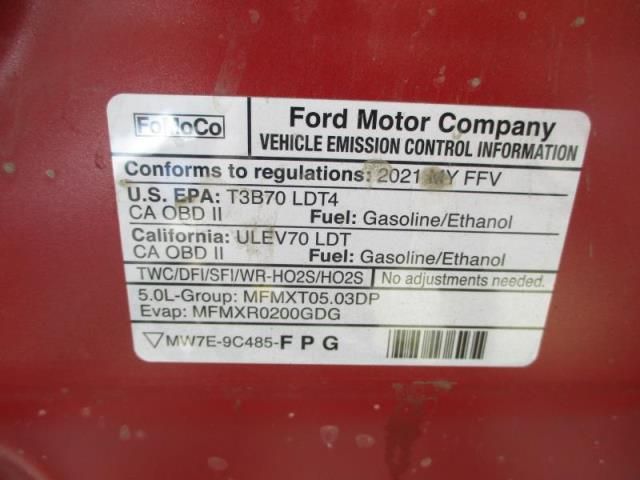 FoMoCo
Ford Motor Company
VEHICLE EMISSION CONTROL INFORMATION
Conforms to regulations: 2021 MY FFV
U.S. EPA: T3B70 LDT4
CA OBD II Fuel: Gasoline/Ethanol
California: ULEV70 LDT
CA OBD II Fuel: Gasoline/Ethanol
TWC/DFI/SFI/WR-HO2S/HO2S No adjustments needed.
5.0L-Group: MFMXT05.03DP
Evap: MFMXR0200GDG
MW7E-9C485-F P G